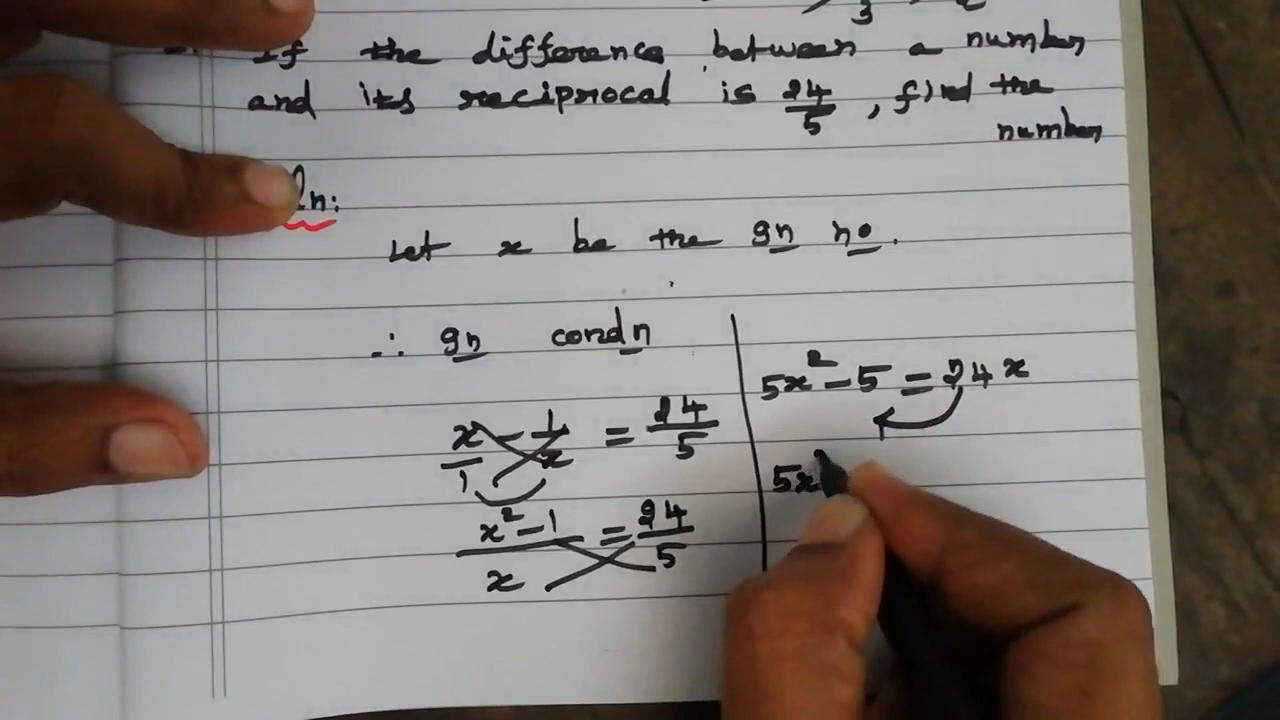 If the difference between a number
and its reciprocal is 24/5, find the
number
ln:
Let x be the gn no.
∴ gn condn
x/1 - 1/x = 24/5
x² - 1 / x = 24/5
5x² - 5 = 24x
5x